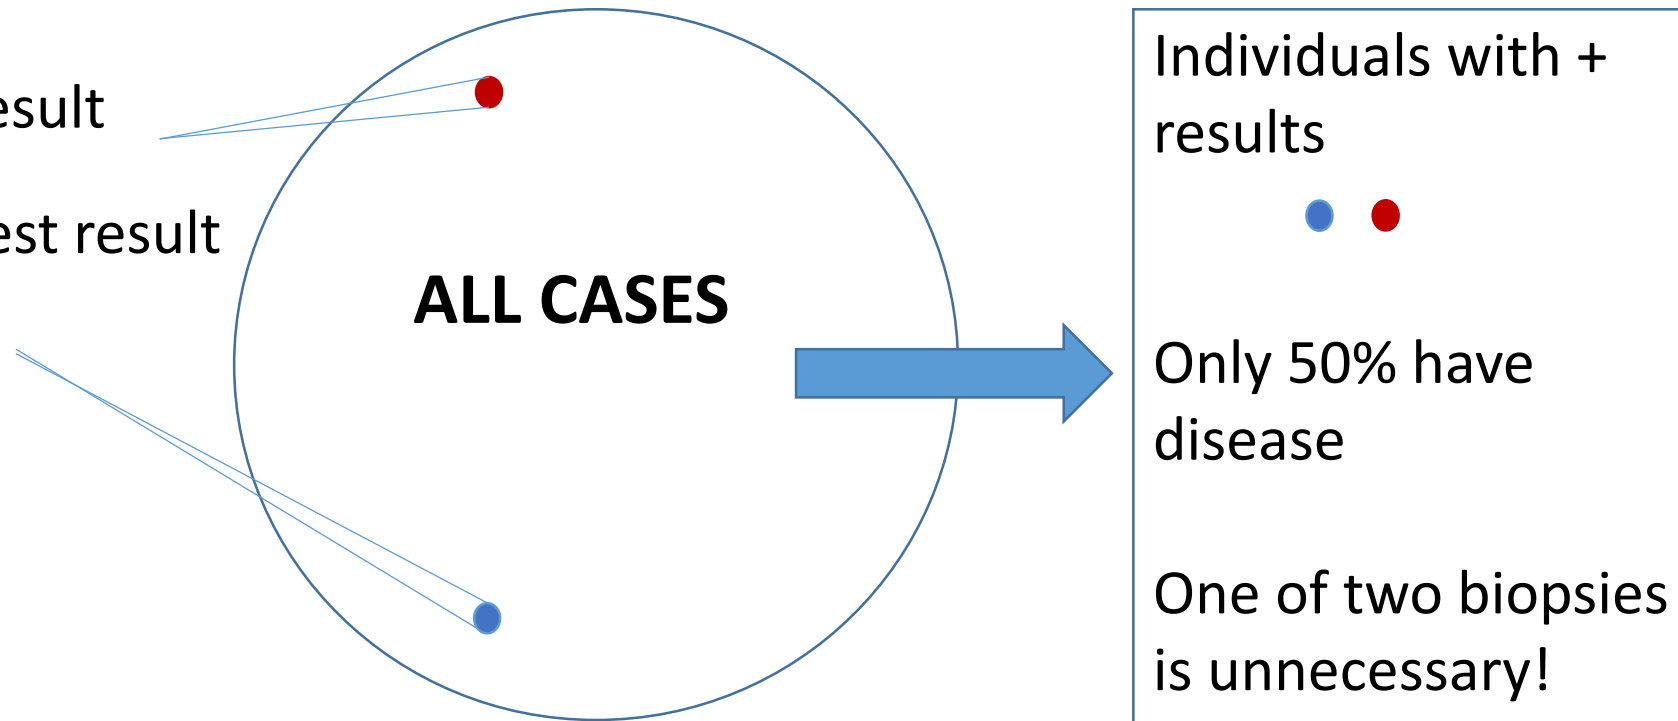 esult
est result
ALL CASES
Individuals with +
results
Only 50% have
disease
One of two biopsies
is unnecessary!